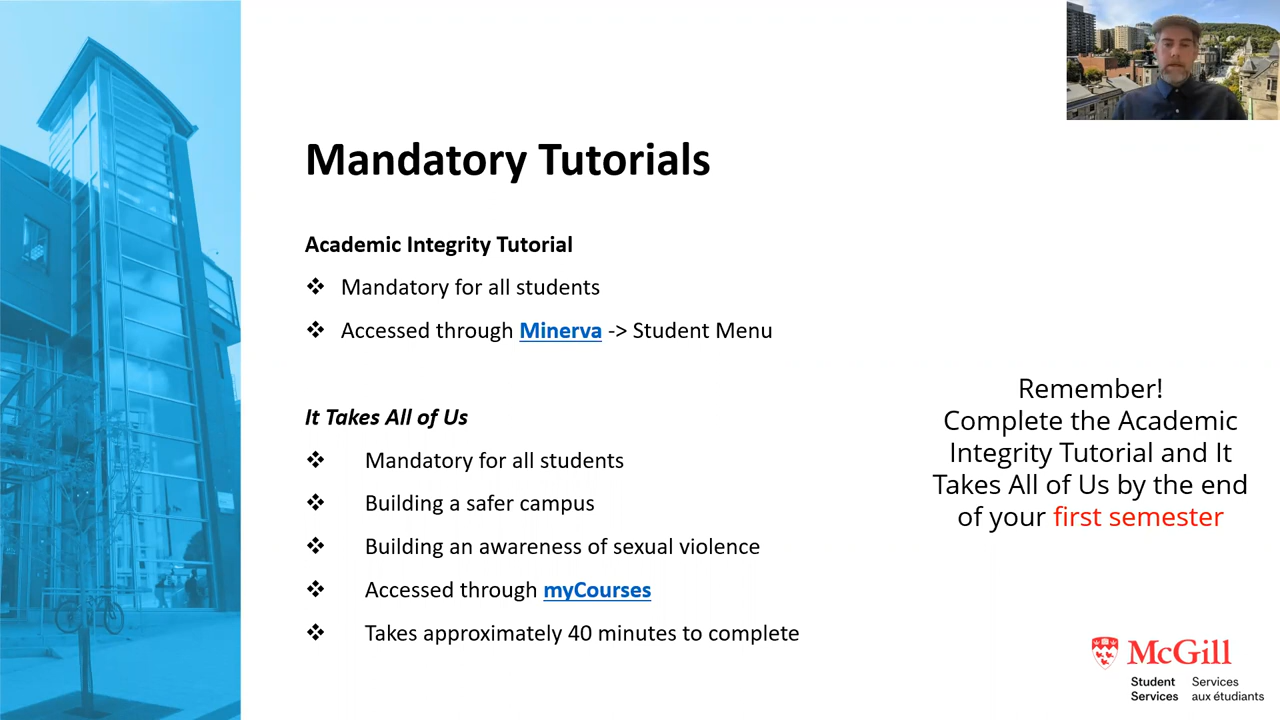 Mandatory Tutorials
Academic Integrity Tutorial
❖ Mandatory for all students
❖ Accessed through Minerva -> Student Menu
It Takes All of Us
❖ Mandatory for all students
❖ Building a safer campus
❖ Building an awareness of sexual violence
❖ Accessed through myCourses
❖ Takes approximately 40 minutes to complete
Remember!
Complete the Academic
Integrity Tutorial and It
Takes All of Us by the end
of your first semester
McGill
Student Services
Services aux étudiants